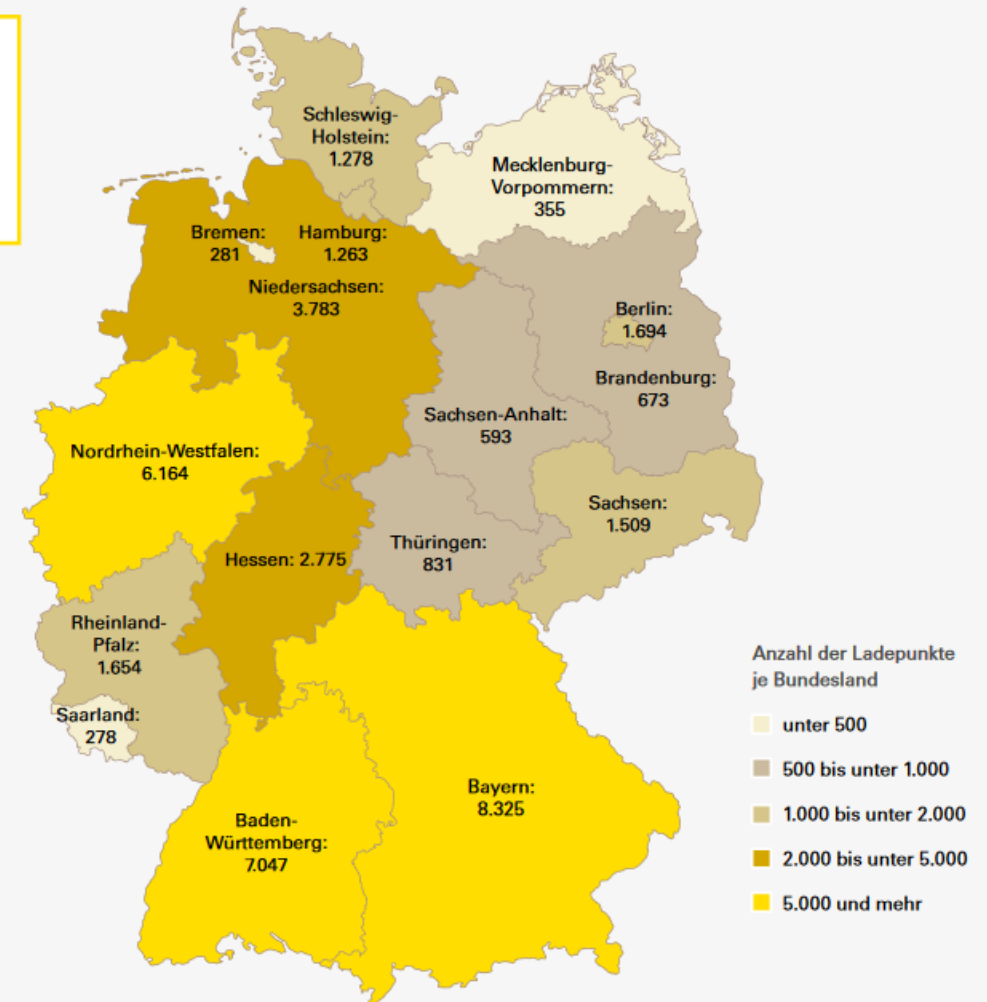 Schleswig-
Holstein:
1.278
Mecklenburg-
Vorpommern:
355
Bremen:
281
Hamburg:
1.263
Niedersachsen:
3.783
Berlin:
1.694
Brandenburg:
673
Sachsen-Anhalt:
593
Nordrhein-Westfalen:
6.164
Sachsen:
1.509
Thüringen:
831
Hessen: 2.775
Rheinland-
Pfalz:
1.654
Saarland:
278
Bayern:
8.325
Baden-
Württemberg:
7.047
Anzahl der Ladepunkte
je Bundesland
unter 500
500 bis unter 1.000
1.000 bis unter 2.000
2.000 bis unter 5.000
5.000 und mehr